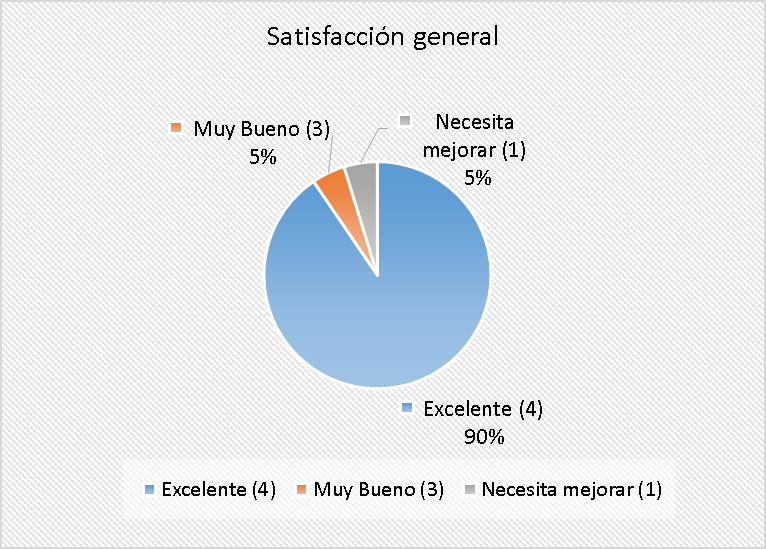 Satisfacción general
Muy Bueno (3)
5%
Necesita
mejorar (1)
5%
Excelente (4)
90%
Excelente (4) Muy Bueno (3) Necesita mejorar (1)